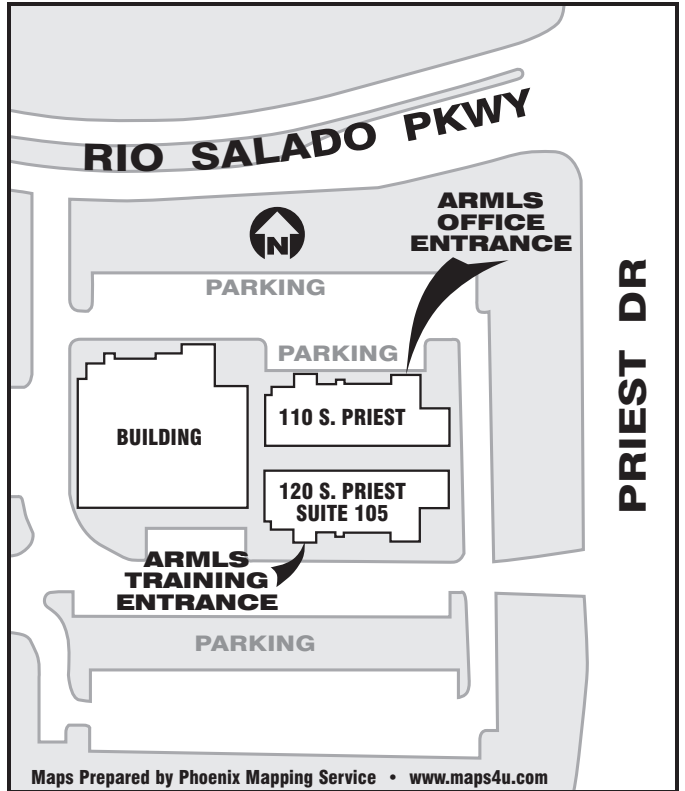 RIO SALADO PKWY
ARMLS
OFFICE
ENTRANCE
N
PARKING
PRIEST DR
PARKING
110 S. PRIEST
BUILDING
120 S. PRIEST
SUITE 105
ARMLS
TRAINING
ENTRANCE
PARKING
Maps Prepared by Phoenix Mapping Service • www.maps4u.com